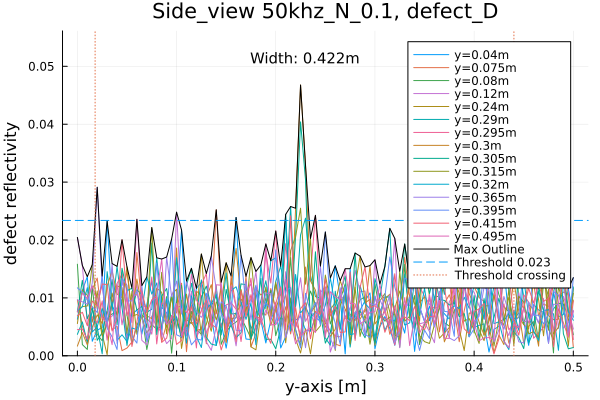 Side_view 50khz_N_0.1, defect_D
Width: 0.422m
y=0.04m
y=0.075m
y=0.08m
y=0.12m
y=0.24m
y=0.29m
y=0.295m
y=0.3m
y=0.305m
y=0.315m
y=0.32m
y=0.365m
y=0.395m
y=0.415m
y=0.495m
Max Outline
Threshold 0.023
Threshold crossing
defect reflectivity
0.05
0.04
0.03
0.02
0.01
0.00
0.0 0.1 0.2 0.3 0.4 0.5
y-axis [m]